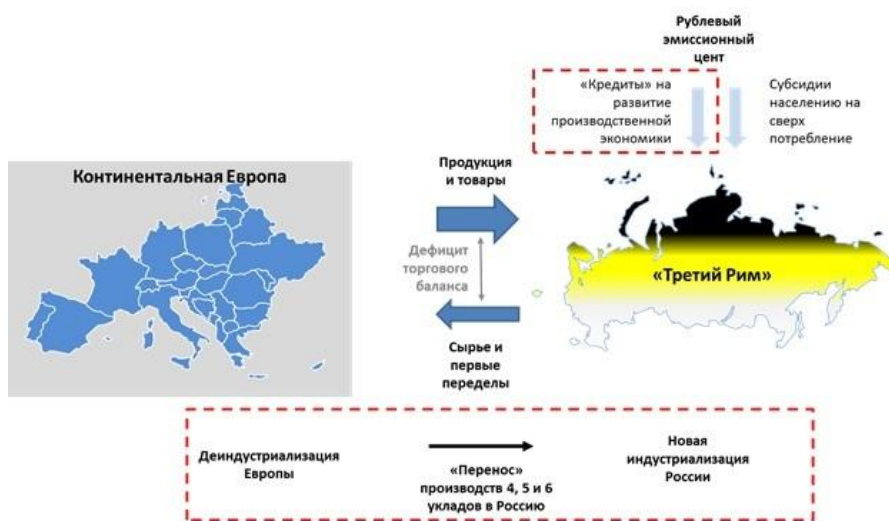 Рублевый
эмиссионный
цент
«Кредиты» на
развитие
производственной
экономики
Субсидии
населению на
сверх
потребление
Континентальная Европа
Продукция
и товары
Дефицит
торгового
баланса
«Третий Рим»
Сырье и
первые
переделы
Деиндустриализация
Европы
«Перенос»
производств 4, 5 и 6
укладов в Россию
Новая
индустриализация
России